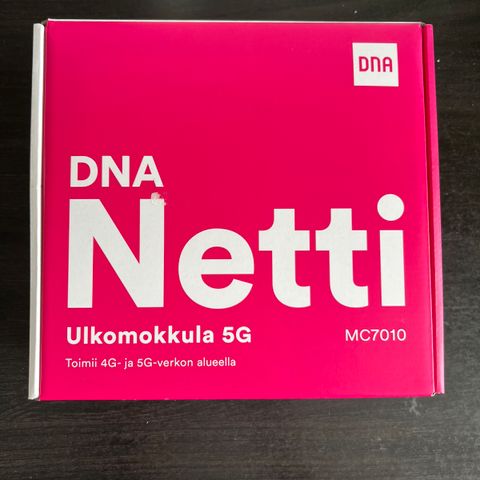 DNA
DNA
Netti
Ulkomokkula 5G
MC7010
Toimii 4G- ja 5G-verkon alueella